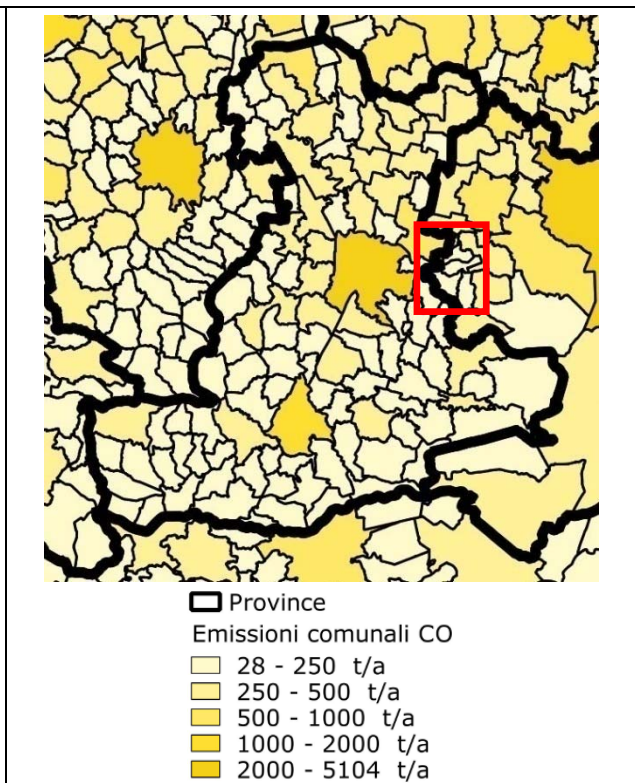 Province
Emissioni comunali CO
28 - 250 t/a
250 - 500 t/a
500 - 1000 t/a
1000 - 2000 t/a
2000 - 5104 t/a